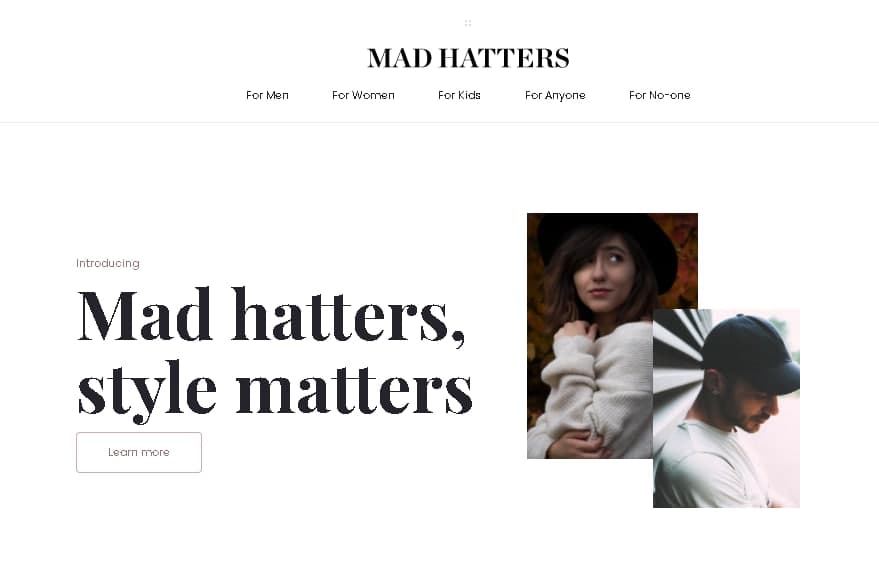 MAD HATTERS
For Men For Women For Kids For Anyone For No-one
Introducing
Mad hatters,
style matters
Learn more